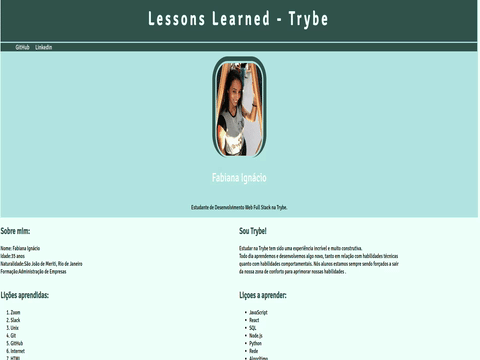 Lessons Learned - Trybe
GitHub Linkedin
Fabiana Ignácio
Estudante de Desenvolvimento Web Full Stack na Trybe.
Sobre mim:
Nome: Fabiana Ignácio
Idade:35 anos
Naturalidade:São João de Meriti, Rio de Janeiro
Formação:Administração de Empresas
Sou Trybe!
Estudar na Trybe tem sido uma experiência incrível e muito construtiva.
Todo dia aprendemos e desenvolvemos algo novo, tanto em relação com habilidades técnicas
quanto com habilidades comportamentais. Nós alunos estamos sempre sendo forçados a sair
da nossa zona de conforto para aprimorar nossas habilidades .
Lições aprendidas:
1. Zoom
2. Slack
3. Unix
4. Git
5. GitHub
6. Internet
7. HTML
Liçoes a aprender:
• JavaScript
• React
• SQL
• Node.js
• Python
• Rede
• Algoritmo